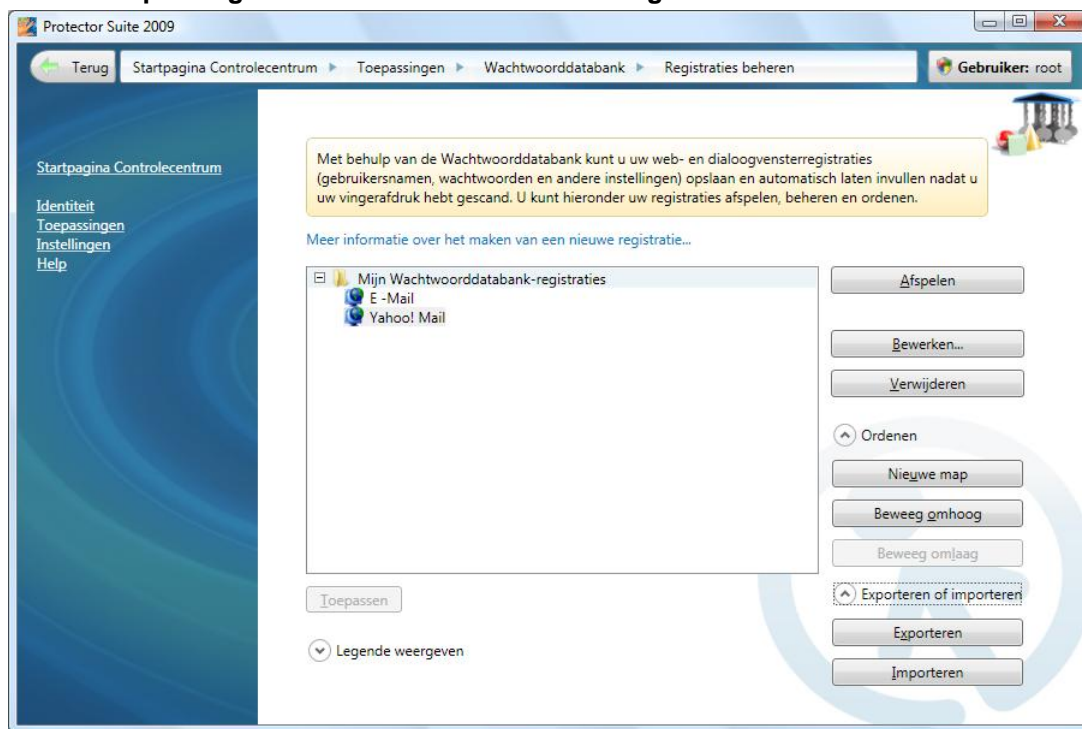 Protector Suite 2009
Terug
Startpagina Controlecentrum
Toepassingen
Wachtwoorddatabank
Registraties beheren
Gebruiker: root
Startpagina Controlecentrum
Identiteit
Toepassingen
Instellingen
Help
Met behulp van de Wachtwoorddatabank kunt u uw web- en dialoogvensterregistraties
(gebruikersnamen, wachtwoorden en andere instellingen) opslaan en automatisch laten invullen nadat u
uw vingerafdruk hebt gescand. U kunt hieronder uw registraties afspelen, beheren en ordenen.
Meer informatie over het maken van een nieuwe registratie...
Mijn Wachtwoorddatabank-registraties
E -Mail
Yahoo! Mail
Afspelen
Bewerken...
Verwijderen
Ordenen
Nieuwe map
Beweeg omhoog
Beweeg omlaag
Exporteren of importeren
Exporteren
Importeren
Toepassen
Legende weergeven